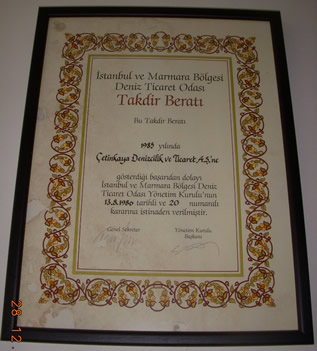 İstanbul ve Marmara Bölgesi
Deniz Ticaret Odası
Takdir Beratı
Bu Takdir Beratı
1985 yılında
Çetinkaya Denizcilik ve Ticaret A.Ş.'ne
gösterdiği başarıdan dolayı
İstanbul ve Marmara Bölgesi Deniz
Ticaret Odası Yönetim Kurulu'nun
13.8.1986 tarihli ve 20 numaralı
kararına istinaden verilmiştir.
Genel Sekreter
Yönetim Kurulu
Başkanı
28.12.